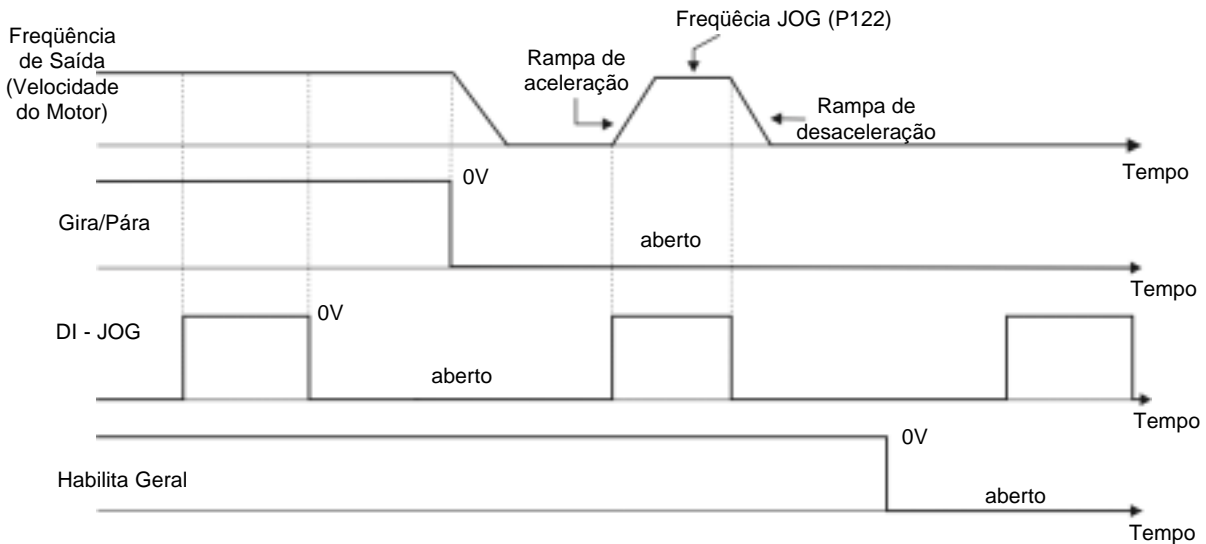 Freqüêcia JOG (P122)
Freqüência
de Saída
(Velocidade
do Motor)
Rampa de
aceleração
Rampa de
desaceleração
Tempo
0V
Gira/Pára
aberto
Tempo
0V
DI - JOG
aberto
Tempo
0V
Habilita Geral
aberto
Tempo